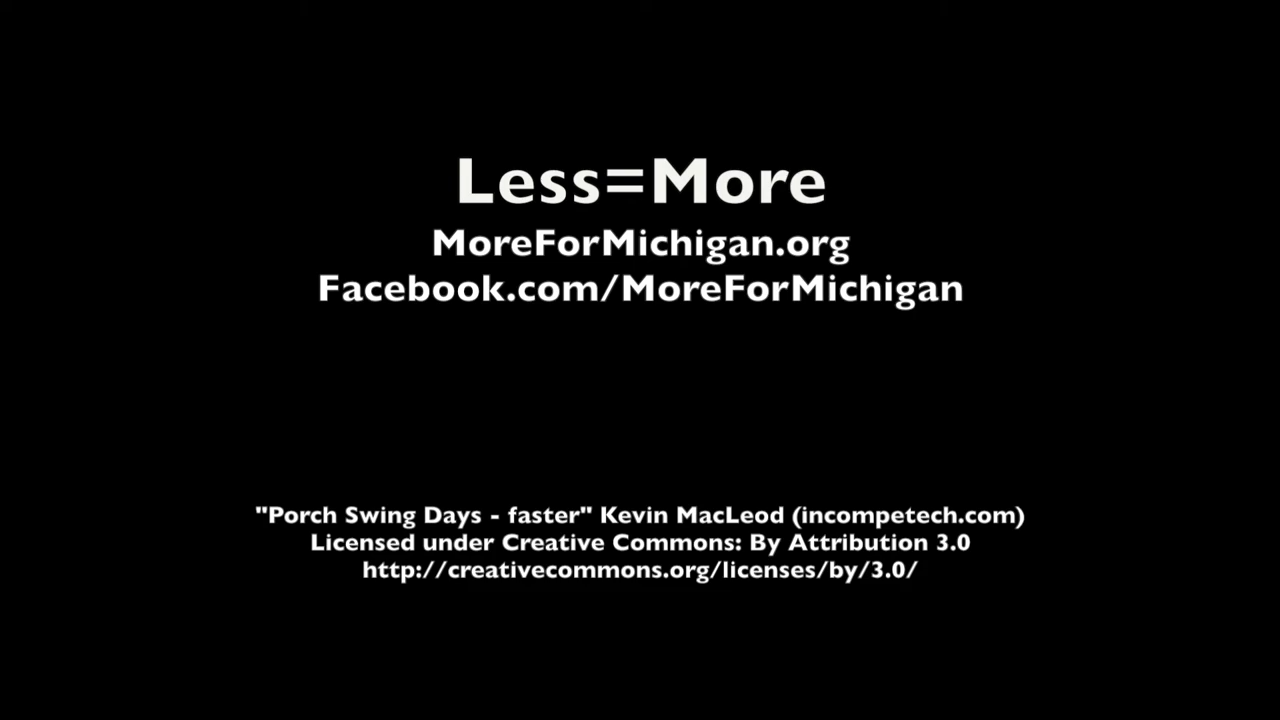 Less=More
MoreForMichigan.org
Facebook.com/MoreForMichigan
"Porch Swing Days - faster" Kevin MacLeod (incompetech.com)
Licensed under Creative Commons: By Attribution 3.0
http://creativecommons.org/licenses/by/3.0/